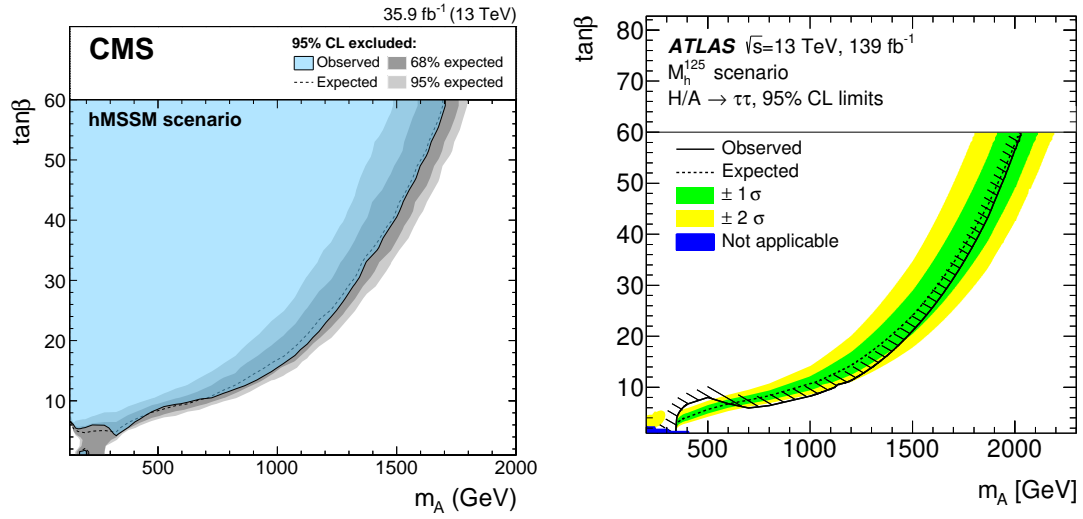 35.9 fb⁻¹ (13 TeV)
CMS
95% CL excluded:
Observed
68% expected
Expected
95% expected
hMSSM scenario
tanβ
60
50
40
30
20
10
500
1000
1500
2000
m_A (GeV)
ATLAS √s=13 TeV, 139 fb⁻¹
M_h^125 scenario
H/A → ττ, 95% CL limits
Observed
Expected
± 1 σ
± 2 σ
Not applicable
tanβ
80
70
60
50
40
30
20
10
500
1000
1500
2000
m_A [GeV]